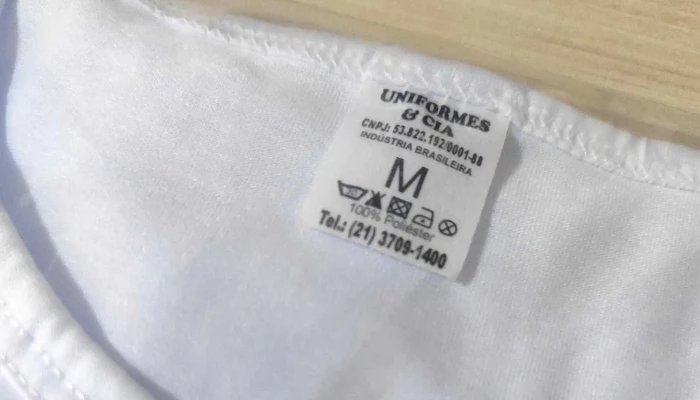 UNIFORMES
& CIA
CNPJ: 53.822.192/0001-88
INDÚSTRIA BRASILEIRA
M
100% Poliéster
Tel.: (21) 3709-1400